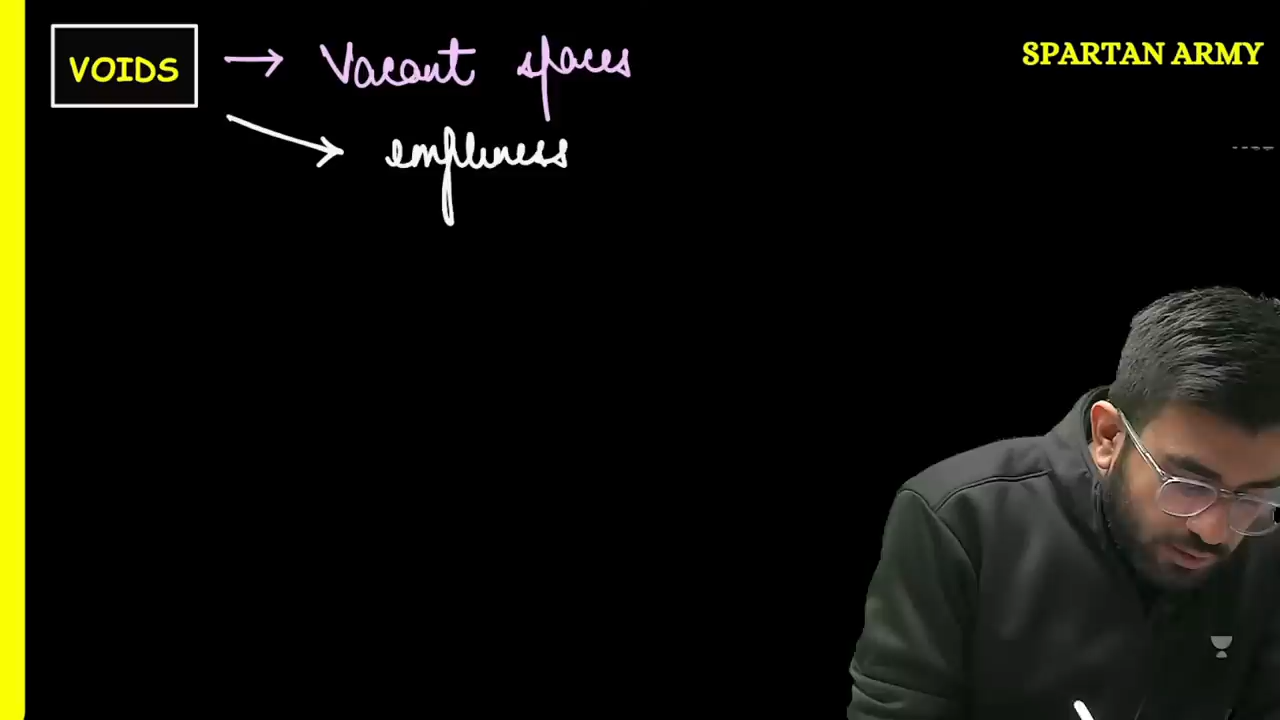 VOIDS → Vacant spaces
SPARTAN ARMY
→ emptiness